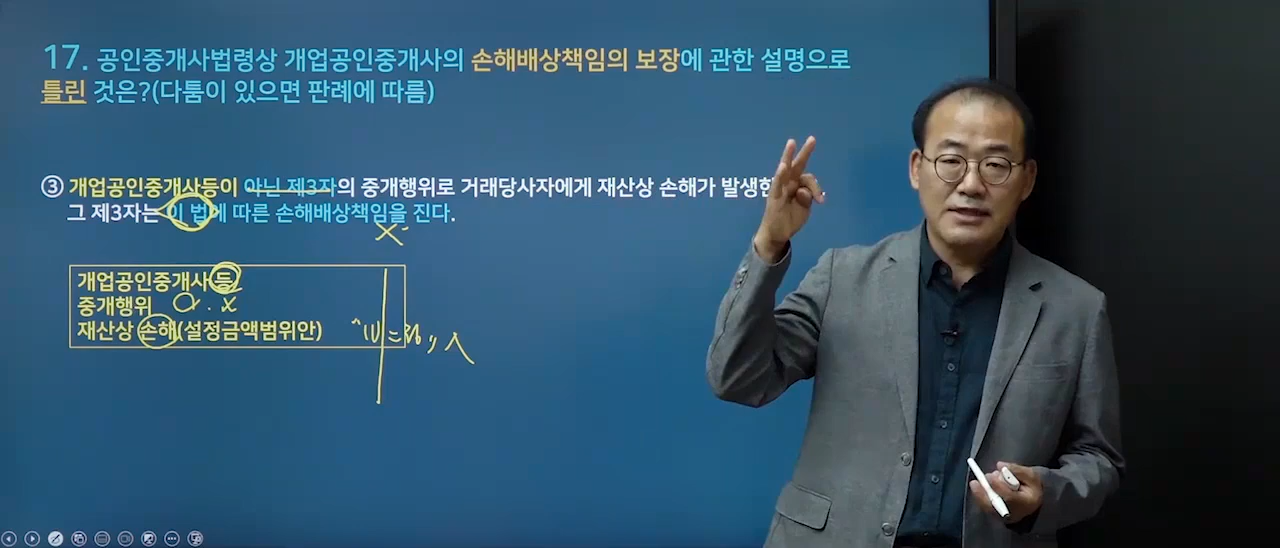 17. 공인중개사법령상 개업공인중개사의 손해배상책임의 보장에 관한 설명으로
틀린 것은?(다툼이 있으면 판례에 따름)
③ 개업공인중개사등이 아닌 제3자의 중개행위로 거래당사자에게 재산상 손해가 발생한
그 제3자는 이 법에 따른 손해배상책임을 진다.
X
개업공인중개사등
중개행위 O . X
재산상 손해(설정금액범위안)